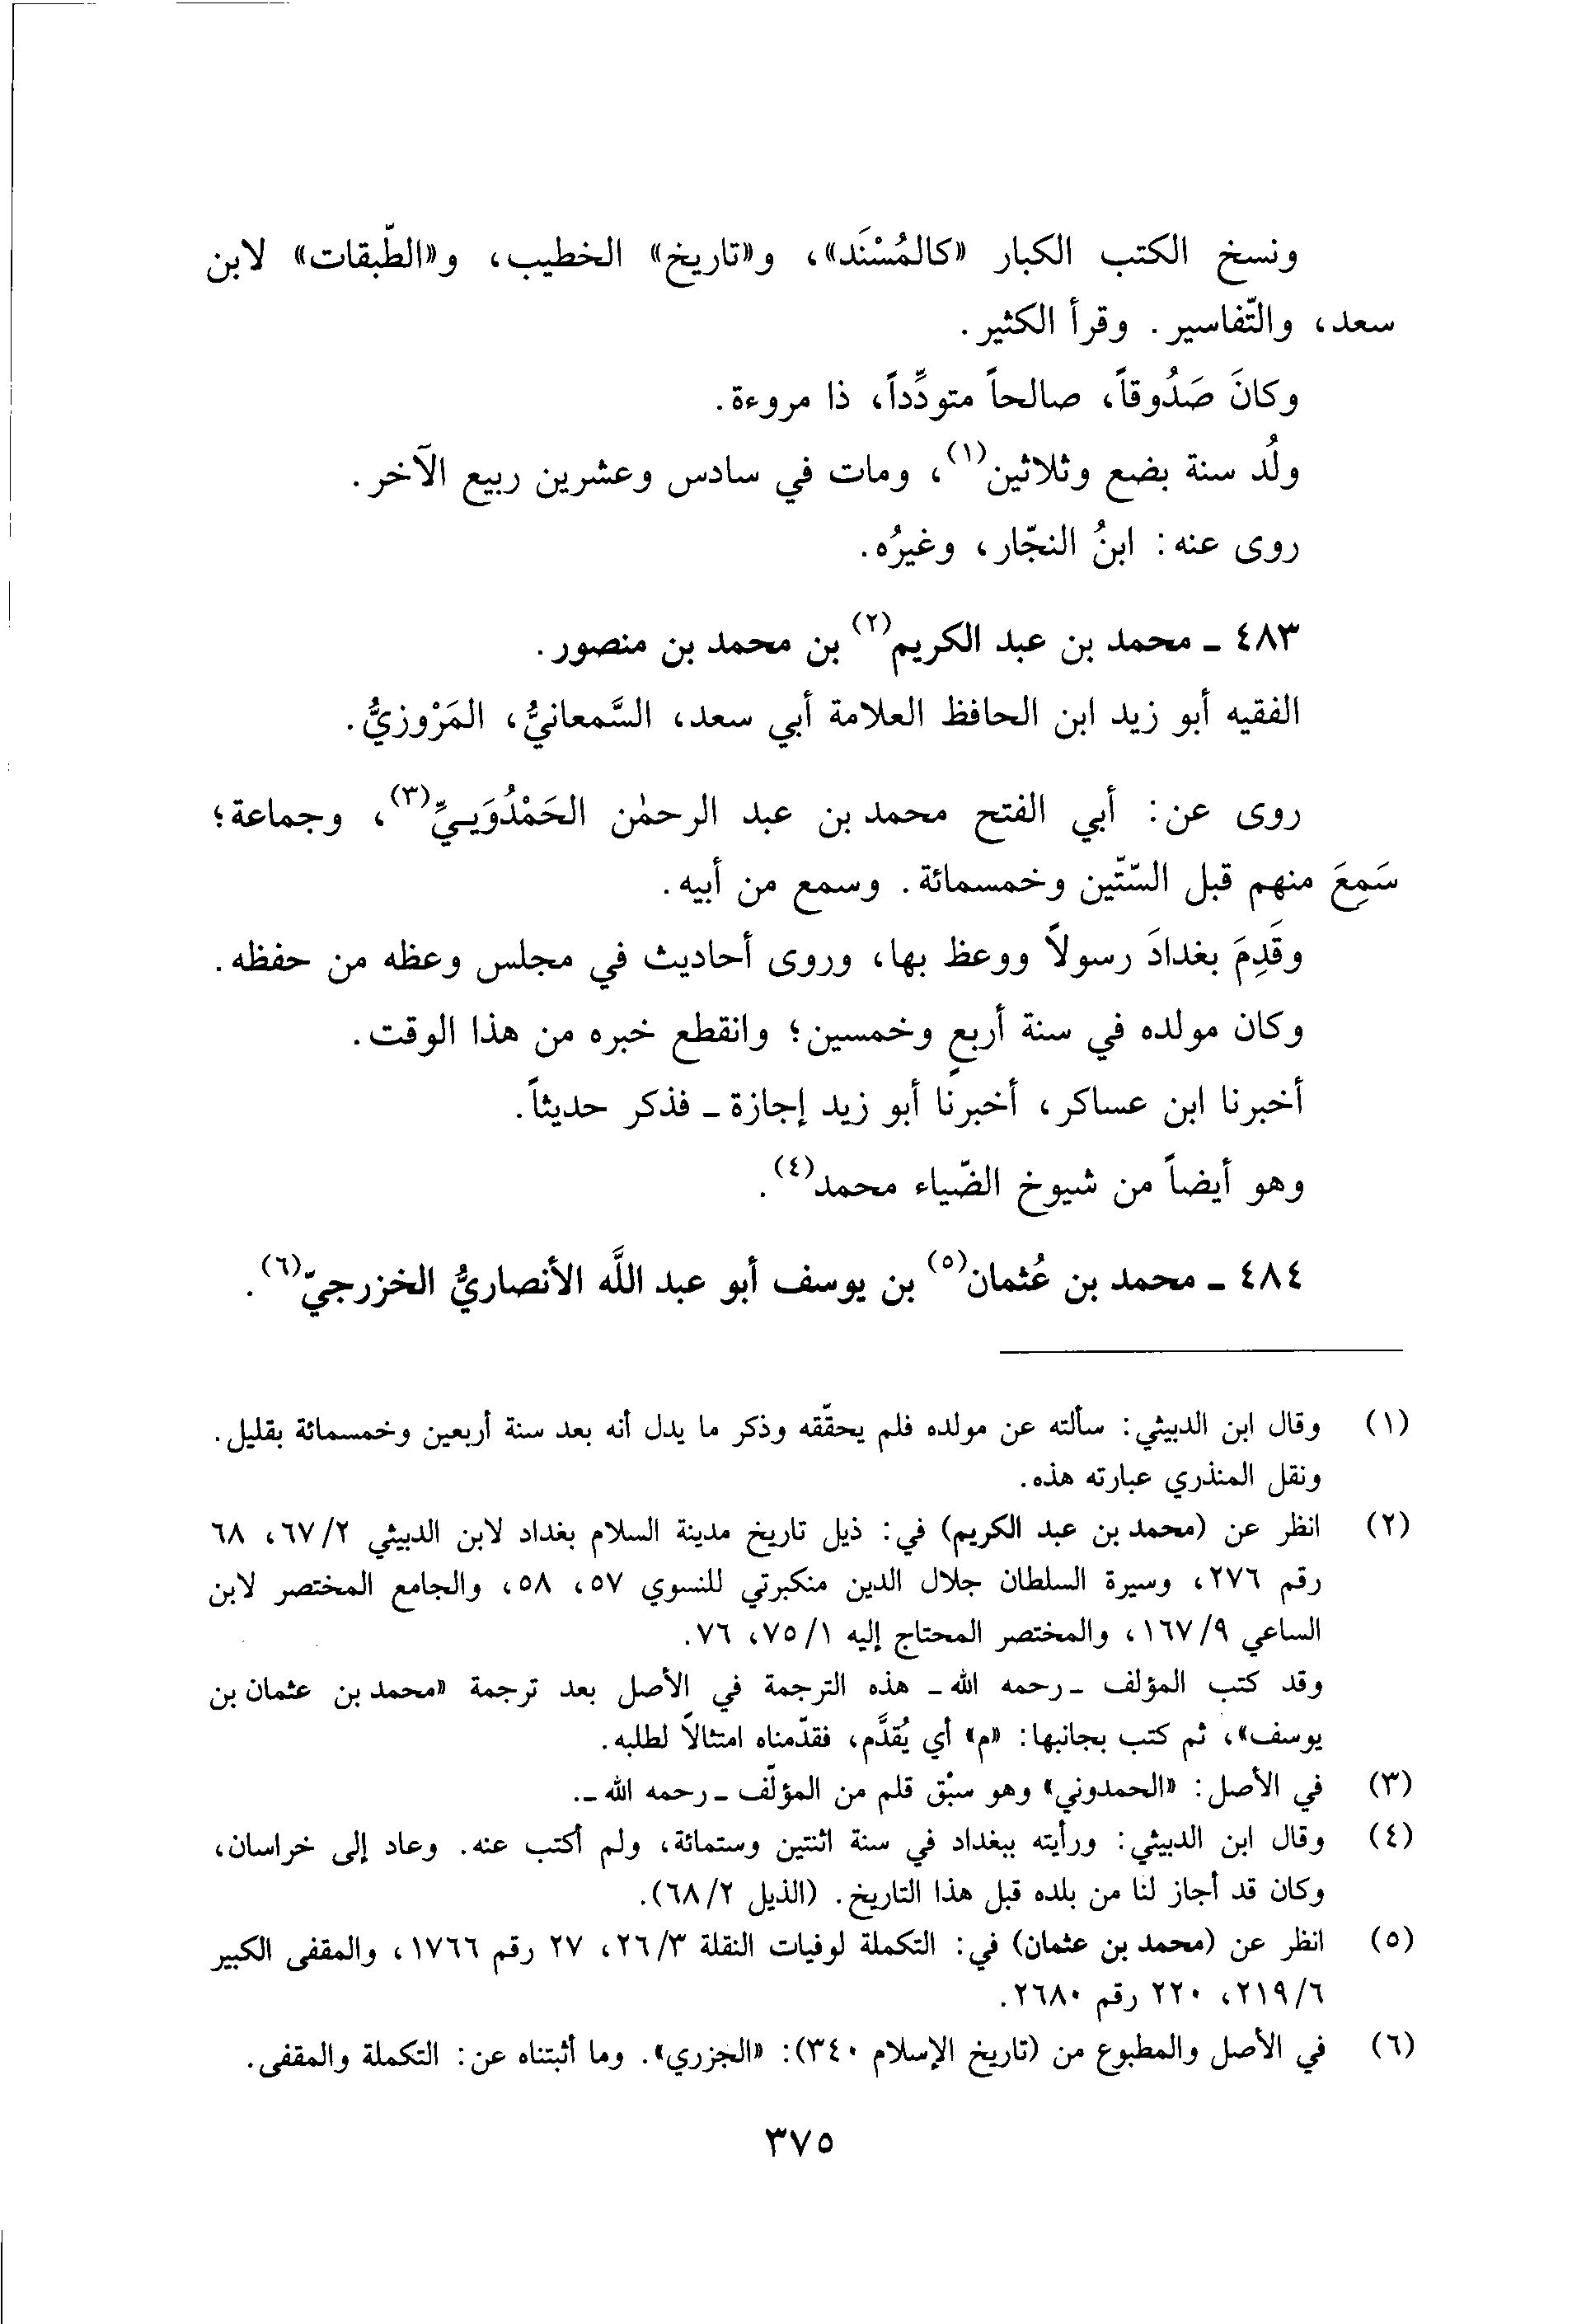 ونسخ الكتب الكبار «كالمُسْنَد»، و«تاريخ» الخطيب، و«الطّبقات» لابن
سعد، والتّفاسير. وقرأ الكثير.
وكانَ صَدُوقاً، صالحاً متودِّداً، ذا مروءة.
ولُد سنة بضع وثلاثين(١)، ومات في سادس وعشرين ربيع الآخر.
روى عنه: ابنُ النجّار، وغيرُه.
٤٨٣ ـ محمد بن عبد الكريم(٢) بن محمد بن منصور.
الفقيه أبو زيد ابن الحافظ العلامة أبي سعد، السَّمعانيُّ، المَرْوزيُّ.
روى عن: أبي الفتح محمد بن عبد الرحمٰن الحَمْدُوَيـيِّ(٣)، وجماعة؛
سَمِعَ منهم قبل السّتّين وخمسمائة. وسمع من أبيه.
وقَدِمَ بغدادَ رسولاً ووعظ بها، وروى أحاديث في مجلس وعظه من حفظه.
وكان مولده في سنة أربعٍ وخمسين؛ وانقطع خبره من هذا الوقت.
أخبرنا ابن عساكر، أخبرنا أبو زيد إجازة ـ فذكر حديثاً.
وهو أيضاً من شيوخ الضّياء محمد(٤).
٤٨٤ ـ محمد بن عُثمان(٥) بن يوسف أبو عبد اللَّه الأنصاريُّ الخزرجيّ(٦).
(١) وقال ابن الدبيثي: سألته عن مولده فلم يحقّقه وذكر ما يدل أنه بعد سنة أربعين وخمسمائة بقليل.
ونقل المنذري عبارته هذه.
(٢) انظر عن (محمد بن عبد الكريم) في: ذيل تاريخ مدينة السلام بغداد لابن الدبيثي ٢/ ٦٧، ٦٨
رقم ٢٧٦، وسيرة السلطان جلال الدين منكبرتي للنسوي ٥٧، ٥٨، والجامع المختصر لابن
الساعي ٩/ ١٦٧، والمختصر المحتاج إليه ١/ ٧٥، ٧٦.
وقد كتب المؤلف ـ رحمه الله ـ هذه الترجمة في الأصل بعد ترجمة «محمد بن عثمان بن
يوسف»، ثم كتب بجانبها: «م» أي يُقدَّم، فقدّمناه امتثالاً لطلبه.
(٣) في الأصل: «الحمدوني» وهو سبْق قلم من المؤلّف ـ رحمه الله ـ.
(٤) وقال ابن الدبيثي: ورأيته ببغداد في سنة اثنتين وستمائة، ولم أكتب عنه. وعاد إلى خراسان،
وكان قد أجاز لنا من بلده قبل هذا التاريخ. (الذيل ٢/ ٦٨).
(٥) انظر عن (محمد بن عثمان) في: التكملة لوفيات النقلة ٣/ ٢٦، ٢٧ رقم ١٧٦٦، والمقفى الكبير
٦/ ٢١٩، ٢٢٠ رقم ٢٦٨٠.
(٦) في الأصل والمطبوع من (تاريخ الإسلام ٣٤٠): «الجزري». وما أثبتناه عن: التكملة والمقفى.
٣٧٥